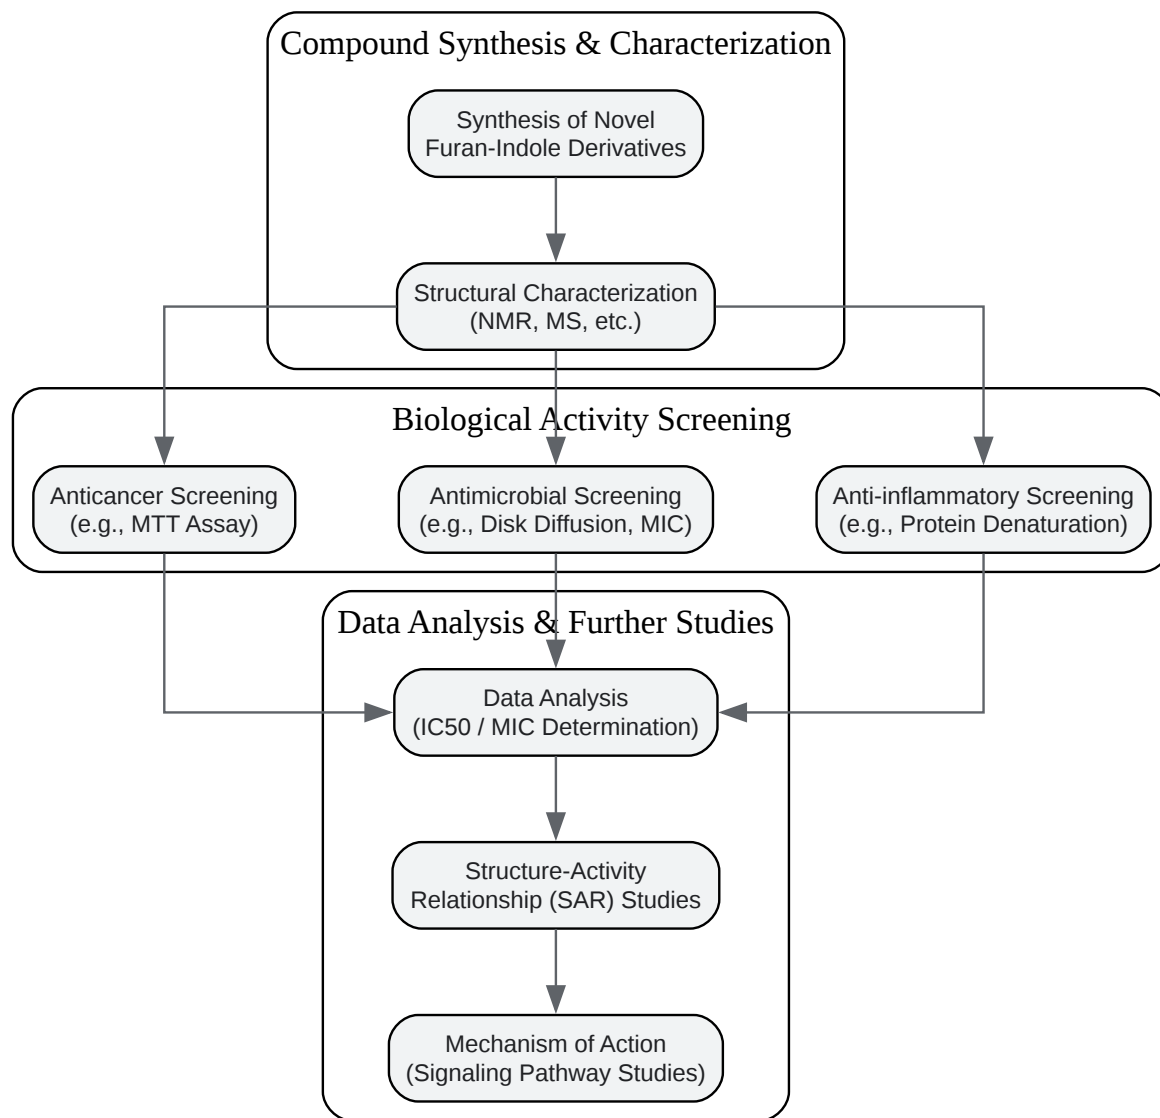 Compound Synthesis & Characterization
Synthesis of Novel
Furan-Indole Derivatives
Structural Characterization
(NMR, MS, etc.)
Biological Activity Screening
Anticancer Screening
(e.g., MTT Assay)
Antimicrobial Screening
(e.g., Disk Diffusion, MIC)
Anti-inflammatory Screening
(e.g., Protein Denaturation)
Data Analysis & Further Studies
Data Analysis
(IC50 / MIC Determination)
Structure-Activity
Relationship (SAR) Studies
Mechanism of Action
(Signaling Pathway Studies)